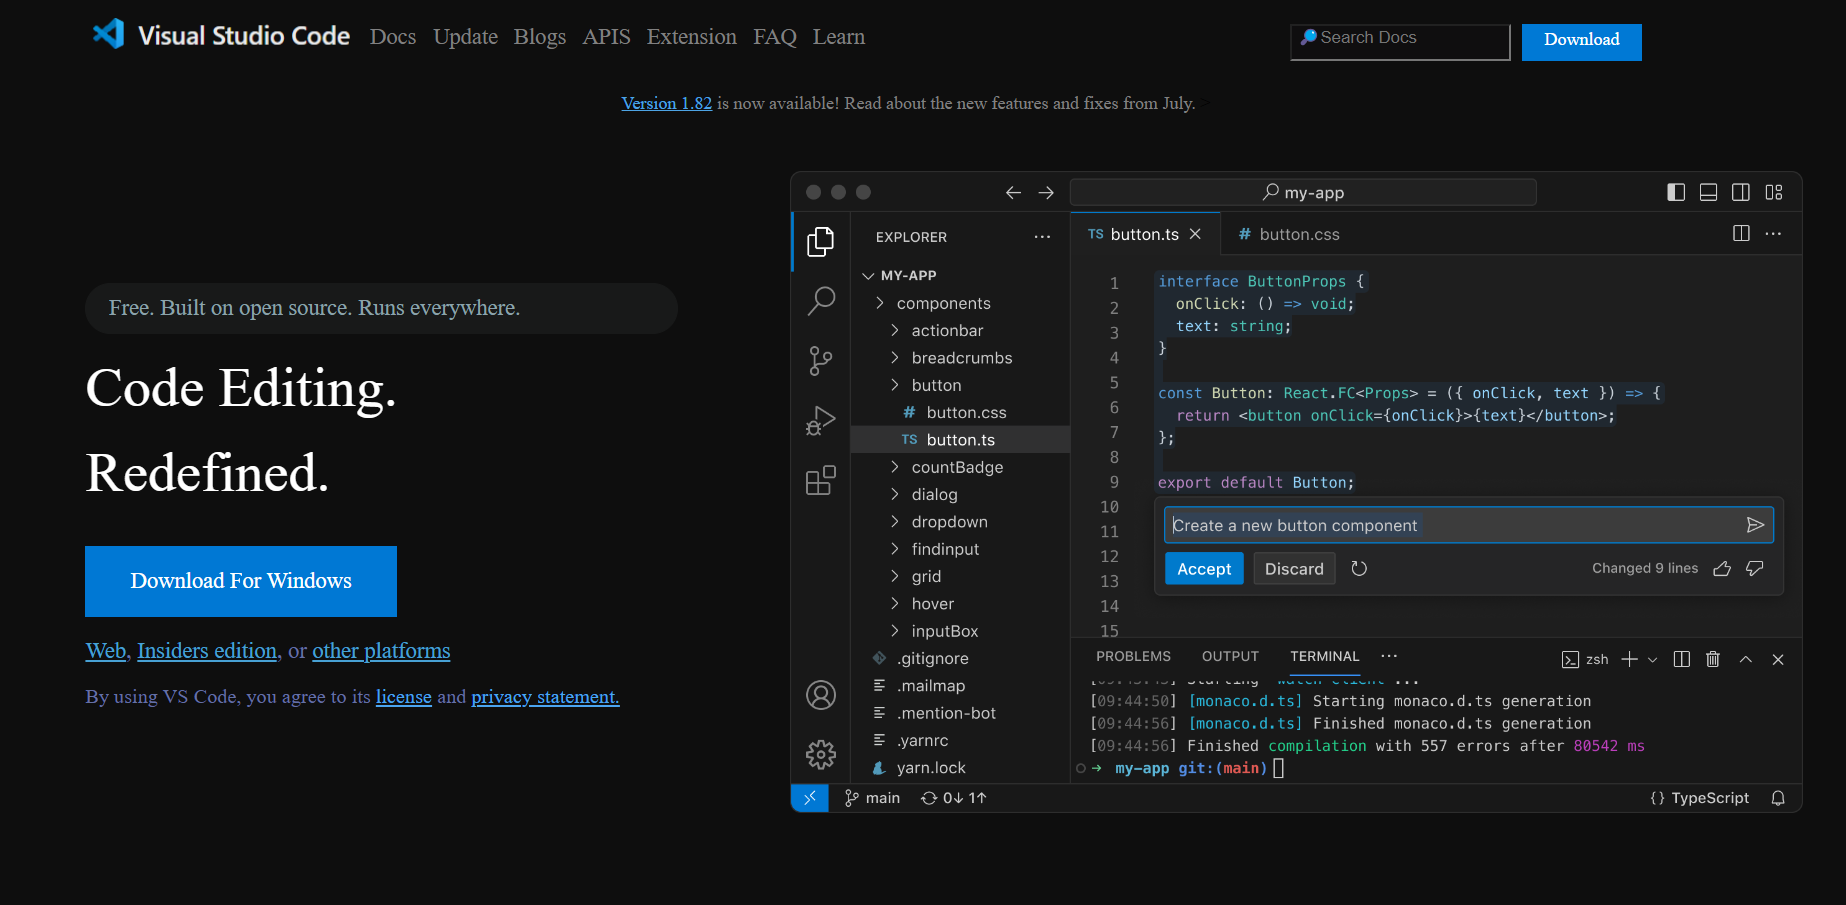 Visual Studio Code Docs Update Blogs APIS Extension FAQ Learn Search Docs Download
Version 1.82 is now available! Read about the new features and fixes from July. >
Free. Built on open source. Runs everywhere.
Code Editing.
Redefined.
Download For Windows
Web, Insiders edition, or other platforms
By using VS Code, you agree to its license and privacy statement.
my-app
EXPLORER ···
MY-APP
components
actionbar
breadcrumbs
button
# button.css
TS button.ts
countBadge
dialog
dropdown
findinput
grid
hover
inputBox
.gitignore
.mailmap
.mention-bot
.yarnrc
yarn.lock
TS button.ts # button.css
1 interface ButtonProps {
2 onClick: () => void;
3 text: string;
4 }
5
6 const Button: React.FC<Props> = ({ onClick, text }) => {
7 return <button onClick={onClick}>{text}</button>;
8 };
9
10 export default Button;
11
12
13
14
15
Create a new button component
Accept Discard Changed 9 lines
PROBLEMS OUTPUT TERMINAL ··· zsh
Starting watch-client ...
[09:44:50] [monaco.d.ts] Starting monaco.d.ts generation
[09:44:56] [monaco.d.ts] Finished monaco.d.ts generation
[09:44:56] Finished compilation with 557 errors after 80542 ms
→ my-app git:(main)
main 0↓ 1↑ {} TypeScript